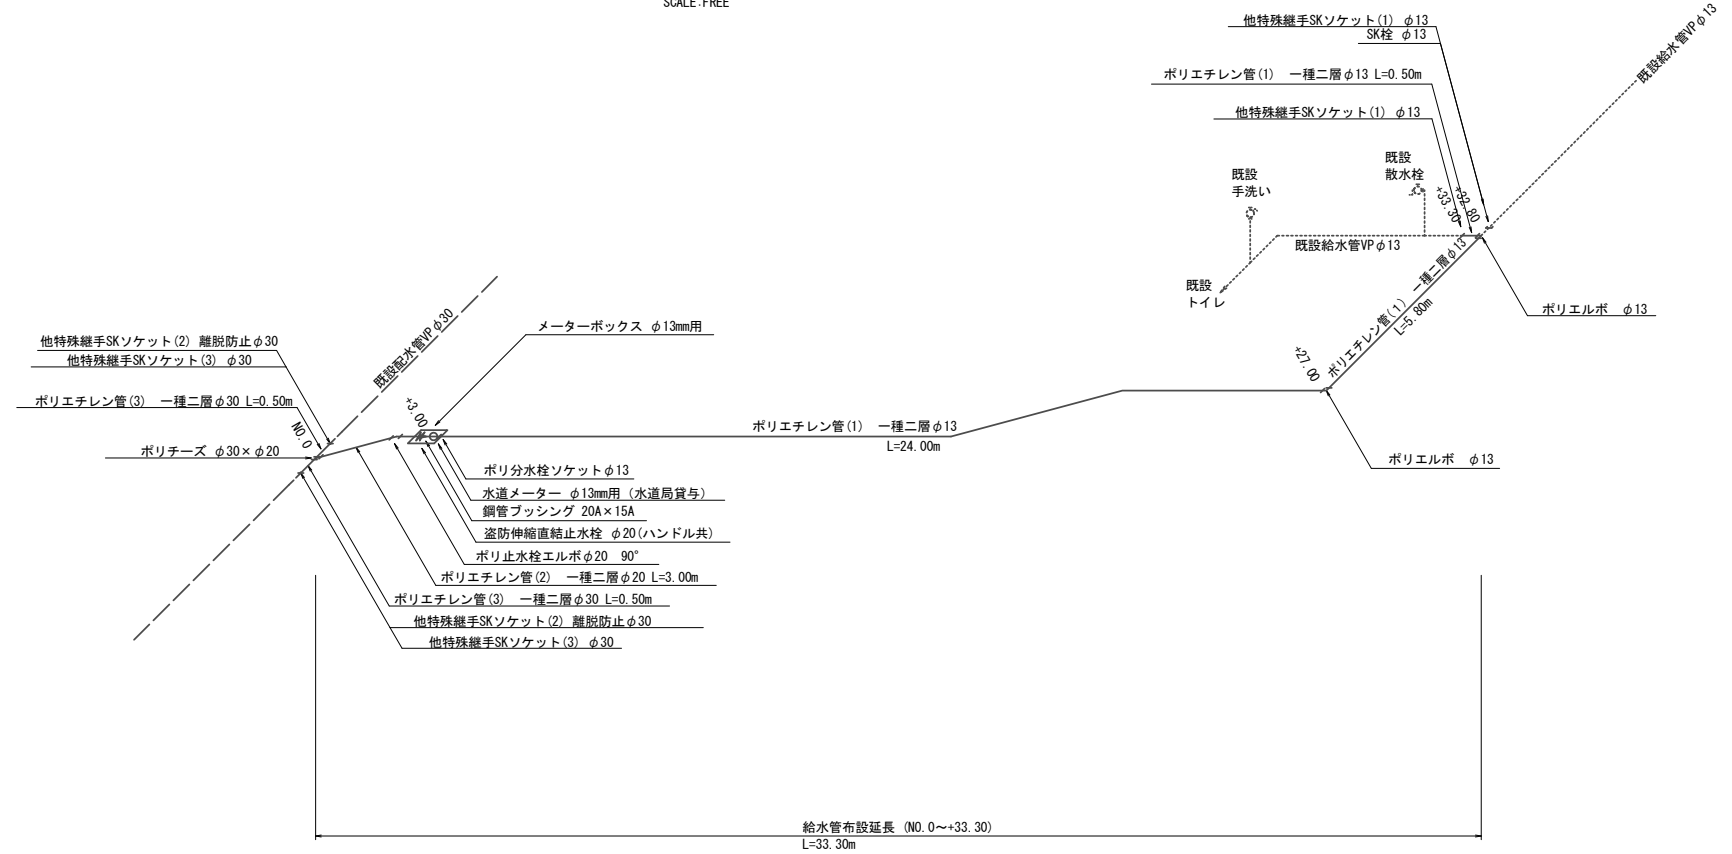 SCALE:FREE
他特殊継手SKソケット(1) φ13
SK栓 φ13
既設給水管VPφ13
ポリエチレン管(1) 一種二層φ13 L=0.50m
他特殊継手SKソケット(1) φ13
既設
散水栓
既設
手洗い
+33.30
+32.80
既設給水管VPφ13
既設
トイレ
ポリエチレン管(1) 一種二層φ13
L=5.80m
ポリエルボ φ13
+27.00
ポリエルボ φ13
既設配水管VPφ30
メーターボックス φ13mm用
他特殊継手SKソケット(2) 離脱防止φ30
他特殊継手SKソケット(3) φ30
ポリエチレン管(3) 一種二層φ30 L=0.50m
NO.0
+3.00
ポリチーズ φ30×φ20
ポリエチレン管(1) 一種二層φ13
L=24.00m
ポリ分水栓ソケットφ13
水道メーター φ13mm用 (水道局貸与)
鋼管ブッシング 20A×15A
盗防伸縮直結止水栓 φ20(ハンドル共)
ポリ止水栓エルボφ20 90°
ポリエチレン管(2) 一種二層φ20 L=3.00m
ポリエチレン管(3) 一種二層φ30 L=0.50m
他特殊継手SKソケット(2) 離脱防止φ30
他特殊継手SKソケット(3) φ30
給水管布設延長 (NO.0～+33.30)
L=33.30m